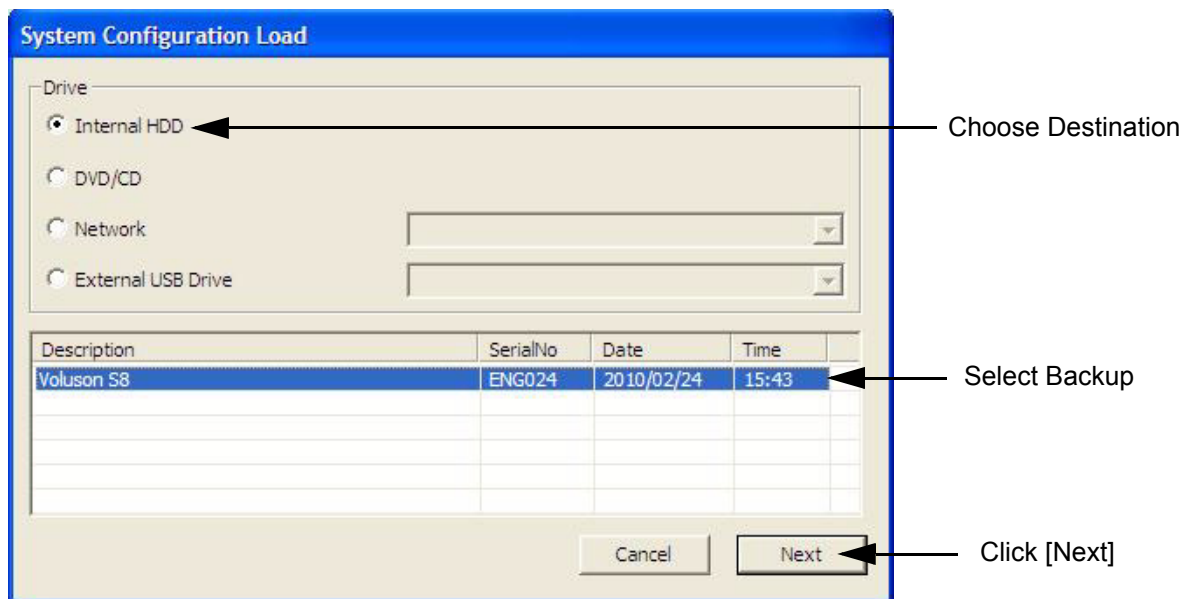 System Configuration Load
Drive
Internal HDD
Choose Destination
DVD/CD
Network
External USB Drive
Description SerialNo Date Time
Voluson S8 ENG024 2010/02/24 15:43
Select Backup
Cancel Next
Click [Next]